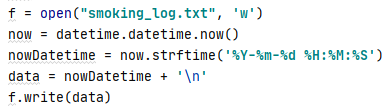 f = open("smoking_log.txt", 'w')
now = datetime.datetime.now()
nowDatetime = now.strftime('%Y-%m-%d %H:%M:%S')
data = nowDatetime + '\n'
f.write(data)